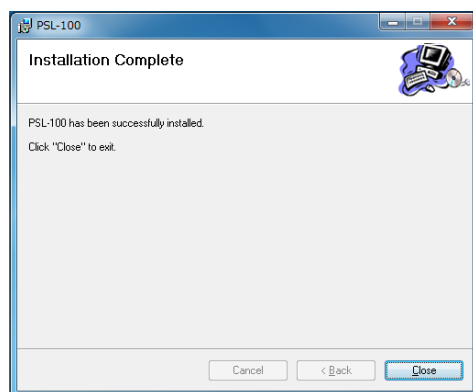 PSL-100
Installation Complete
PSL-100 has been successfully installed.
Click "Close" to exit.
Cancel
< Back
Close